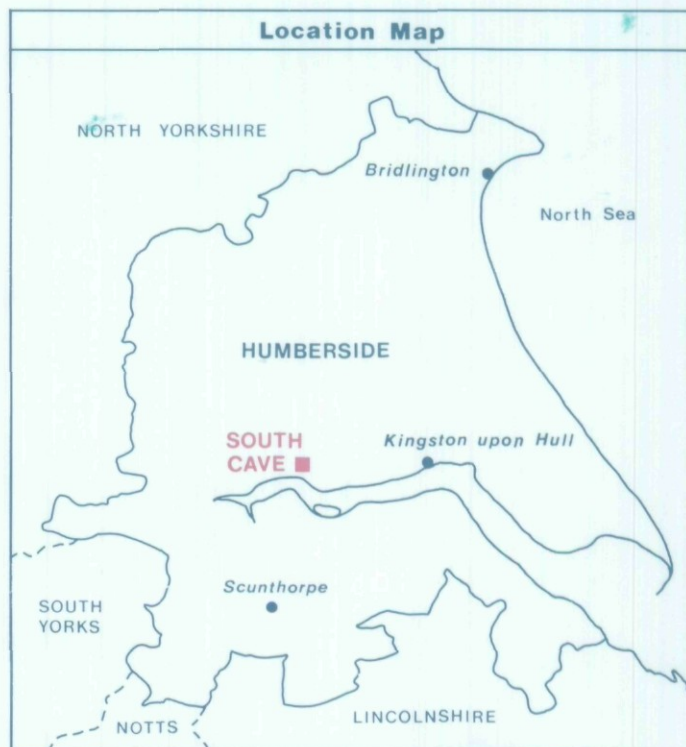 Location Map
NORTH YORKSHIRE
Bridlington
North Sea
HUMBERSIDE
SOUTH
CAVE
Kingston upon Hull
Scunthorpe
SOUTH
YORKS
NOTTS
LINCOLNSHIRE